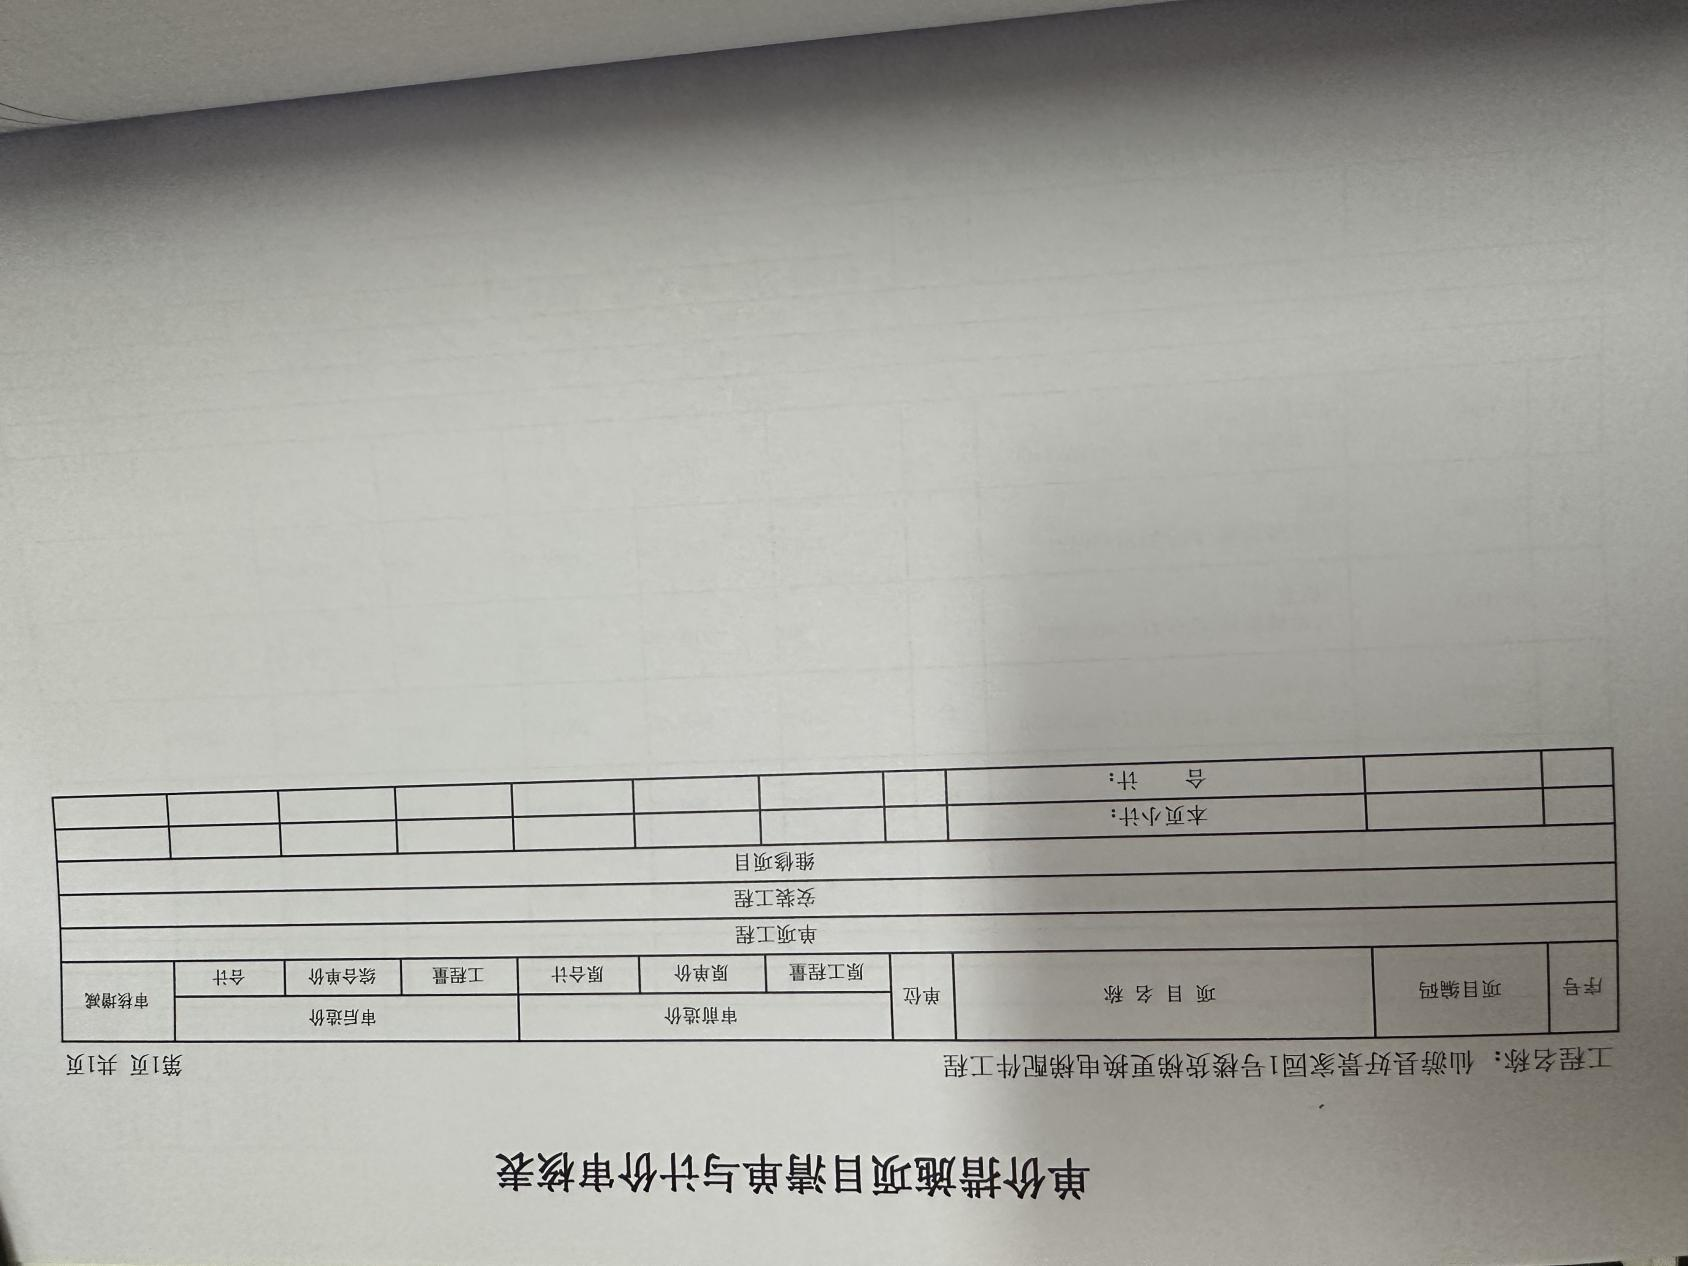 单价措施项目清单与计价审核表
工程名称：仙游县好景家园1号楼货梯更换电梯配件工程 第1页 共1页
序号 项目编码 项目名称 单位 审前造价 审后造价 审核增减
原工程量 原单价 原合计 工程量 综合单价 合计
单项工程
安装工程
维修项目
本页小计：
合 计：